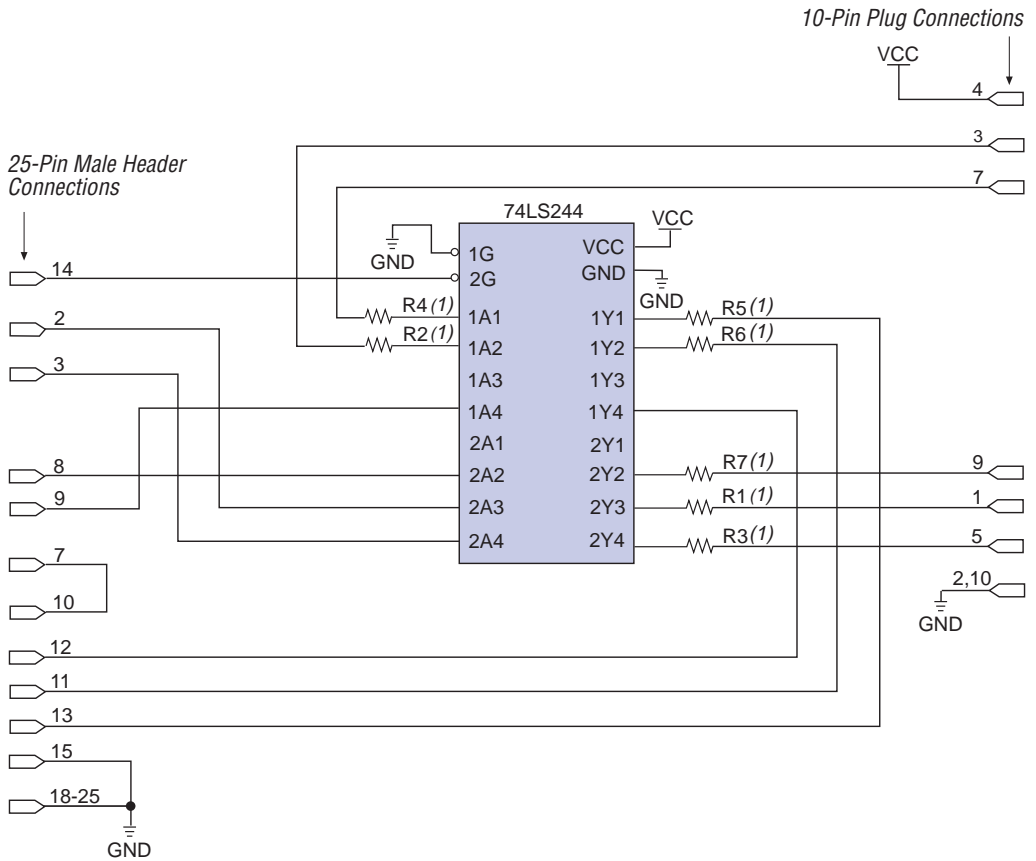 10-Pin Plug Connections
VCC
4
3
7
25-Pin Male Header
Connections
74LS244
VCC
GND
1G
VCC
14
2G
GND
GND
R4(1)
1A1
1Y1
R5(1)
2
R2(1)
1A2
1Y2
R6(1)
3
1A3
1Y3
1A4
1Y4
2A1
2Y1
8
2A2
2Y2
R7(1)
9
9
2A3
2Y3
R1(1)
1
2A4
2Y4
R3(1)
5
7
2,10
GND
10
12
11
13
15
18-25
GND